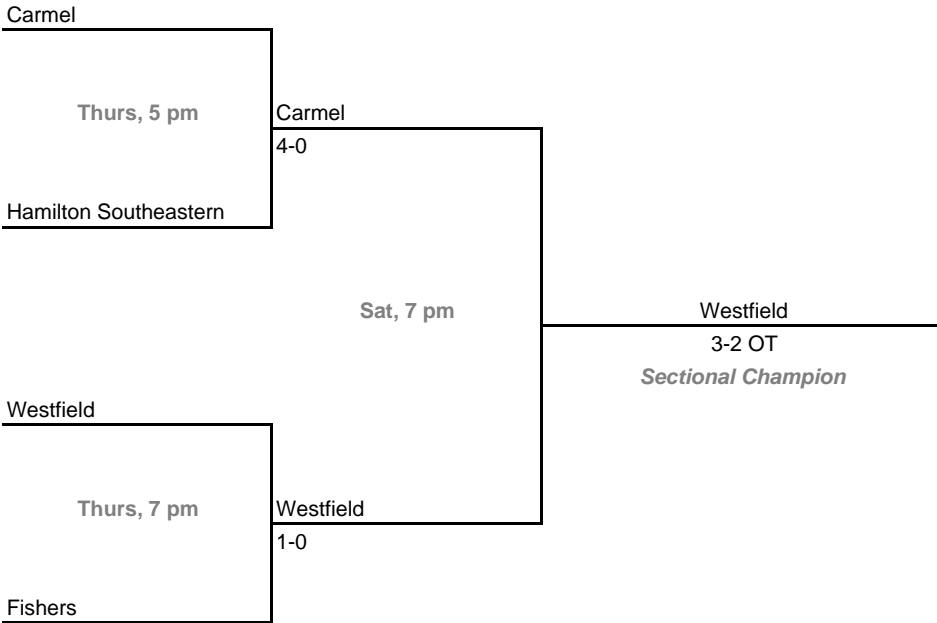 Carmel
Thurs, 5 pm
Carmel
4-0
Hamilton Southeastern
Sat, 7 pm
Westfield
3-2 OT
Sectional Champion
Westfield
Thurs, 7 pm
Westfield
1-0
Fishers